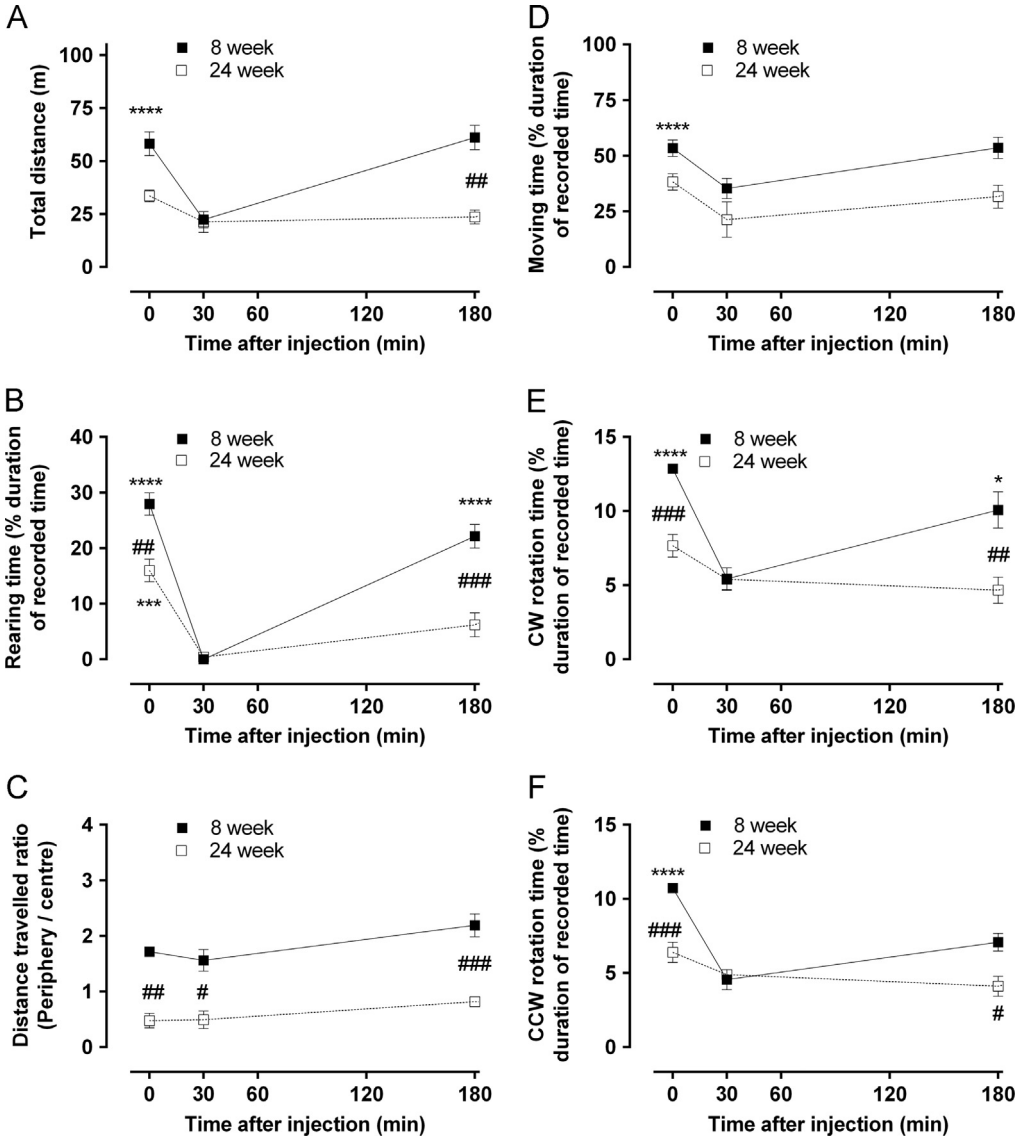 A
Total distance (m)
100
75
50
25
0
8 week
24 week
****
##
0 30 60 120 180
Time after injection (min)
D
Moving time (% duration
of recorded time)
100
75
50
25
0
8 week
24 week
****
0 30 60 120 180
Time after injection (min)
B
Rearing time (% duration
of recorded time)
40
30
20
10
0
8 week
24 week
****
##
***
****
###
0 30 60 120 180
Time after injection (min)
E
CW rotation time (%
duration of recorded time)
15
10
5
0
8 week
24 week
****
###
*
##
0 30 60 120 180
Time after injection (min)
C
Distance travelled ratio
(Periphery / centre)
4
3
2
1
0
8 week
24 week
## # ###
0 30 60 120 180
Time after injection (min)
F
CCW rotation time (%
duration of recorded time)
15
10
5
0
8 week
24 week
****
###
#
0 30 60 120 180
Time after injection (min)